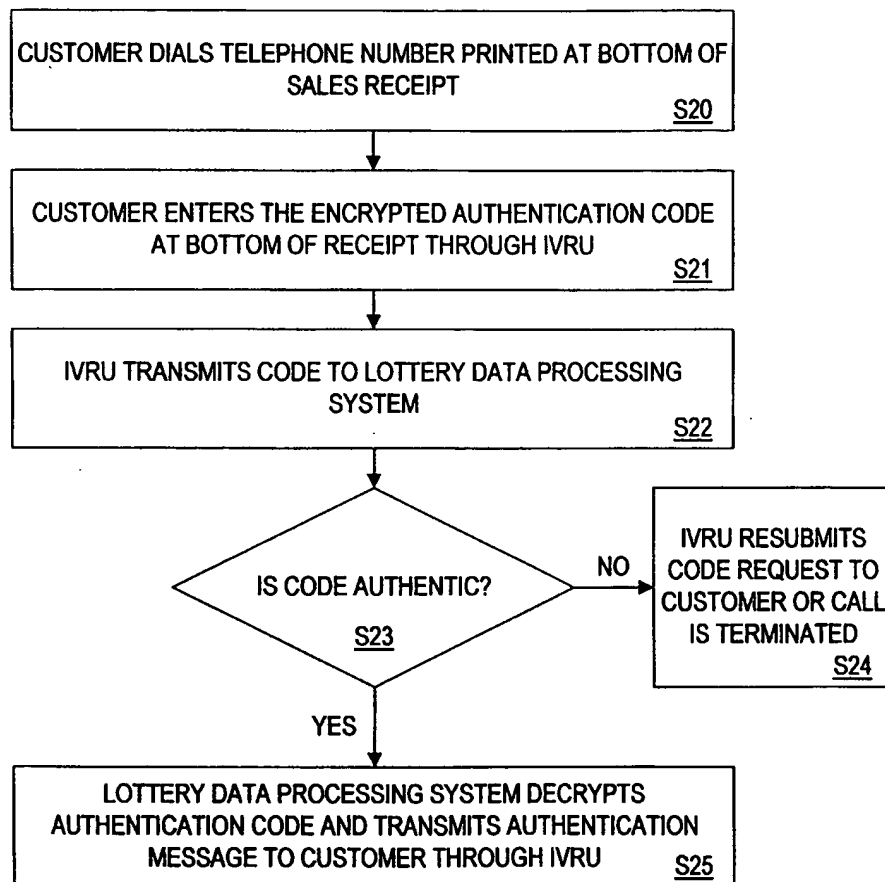 CUSTOMER DIALS TELEPHONE NUMBER PRINTED AT BOTTOM OF
SALES RECEIPT
S20
CUSTOMER ENTERS THE ENCRYPTED AUTHENTICATION CODE
AT BOTTOM OF RECEIPT THROUGH IVRU
S21
IVRU TRANSMITS CODE TO LOTTERY DATA PROCESSING
SYSTEM
S22
IS CODE AUTHENTIC?
S23
NO
IVRU RESUBMITS
CODE REQUEST TO
CUSTOMER OR CALL
IS TERMINATED
S24
YES
LOTTERY DATA PROCESSING SYSTEM DECRYPTS
AUTHENTICATION CODE AND TRANSMITS AUTHENTICATION
MESSAGE TO CUSTOMER THROUGH IVRU
S25